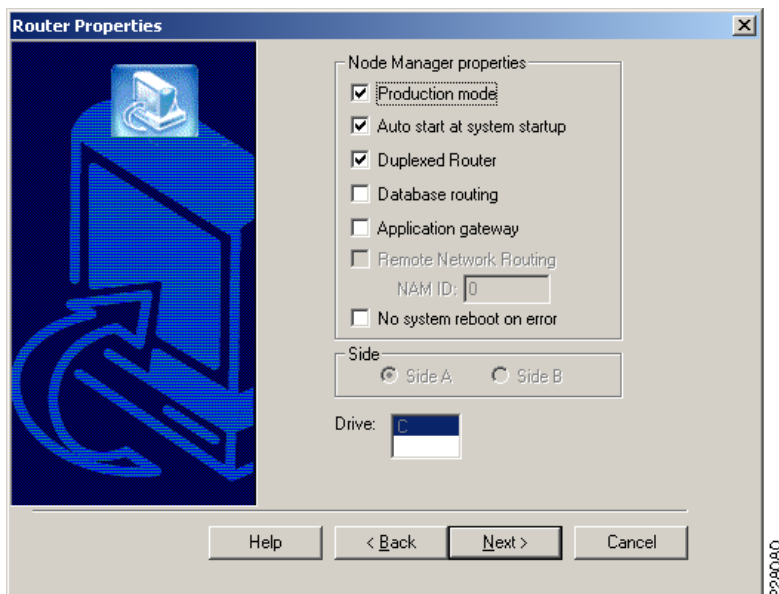 Router Properties
Node Manager properties
Production mode
Auto start at system startup
Duplexed Router
Database routing
Application gateway
Remote Network Routing
NAM ID: 0
No system reboot on error
Side
Side A Side B
Drive: C
Help < Back Next > Cancel